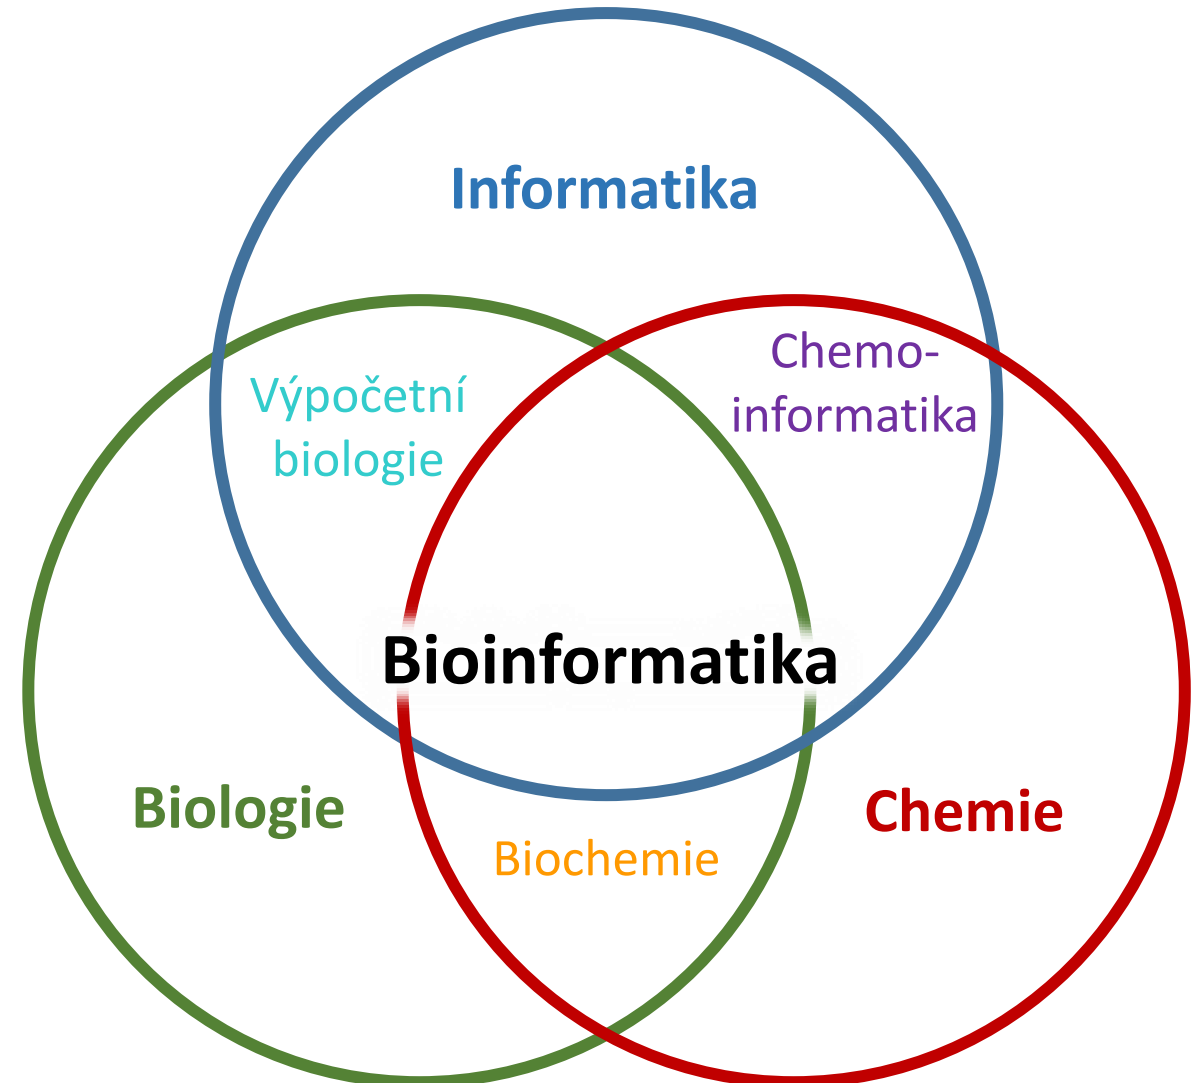 Informatika
Výpočetní
biologie
Chemo-
informatika
Bioinformatika
Biologie
Chemie
Biochemie